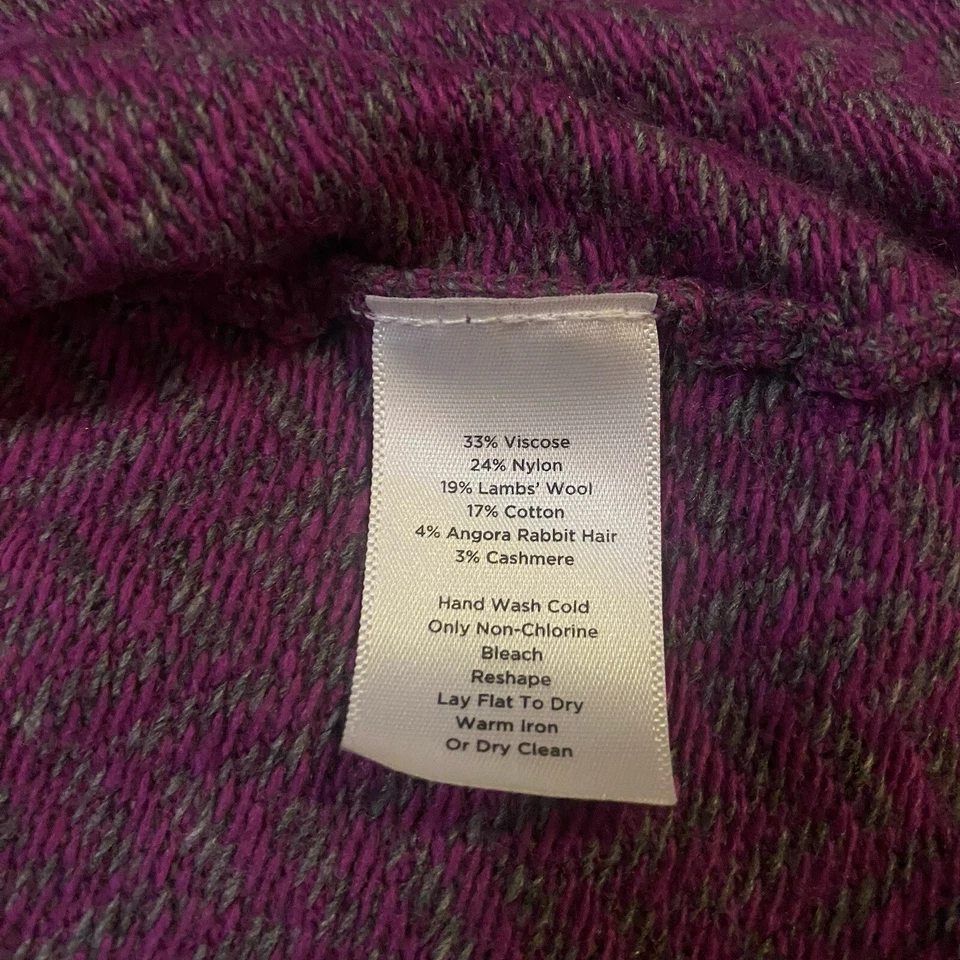 33% Viscose
24% Nylon
19% Lambs' Wool
17% Cotton
4% Angora Rabbit Hair
3% Cashmere
Hand Wash Cold
Only Non-Chlorine
Bleach
Reshape
Lay Flat To Dry
Warm Iron
Or Dry Clean